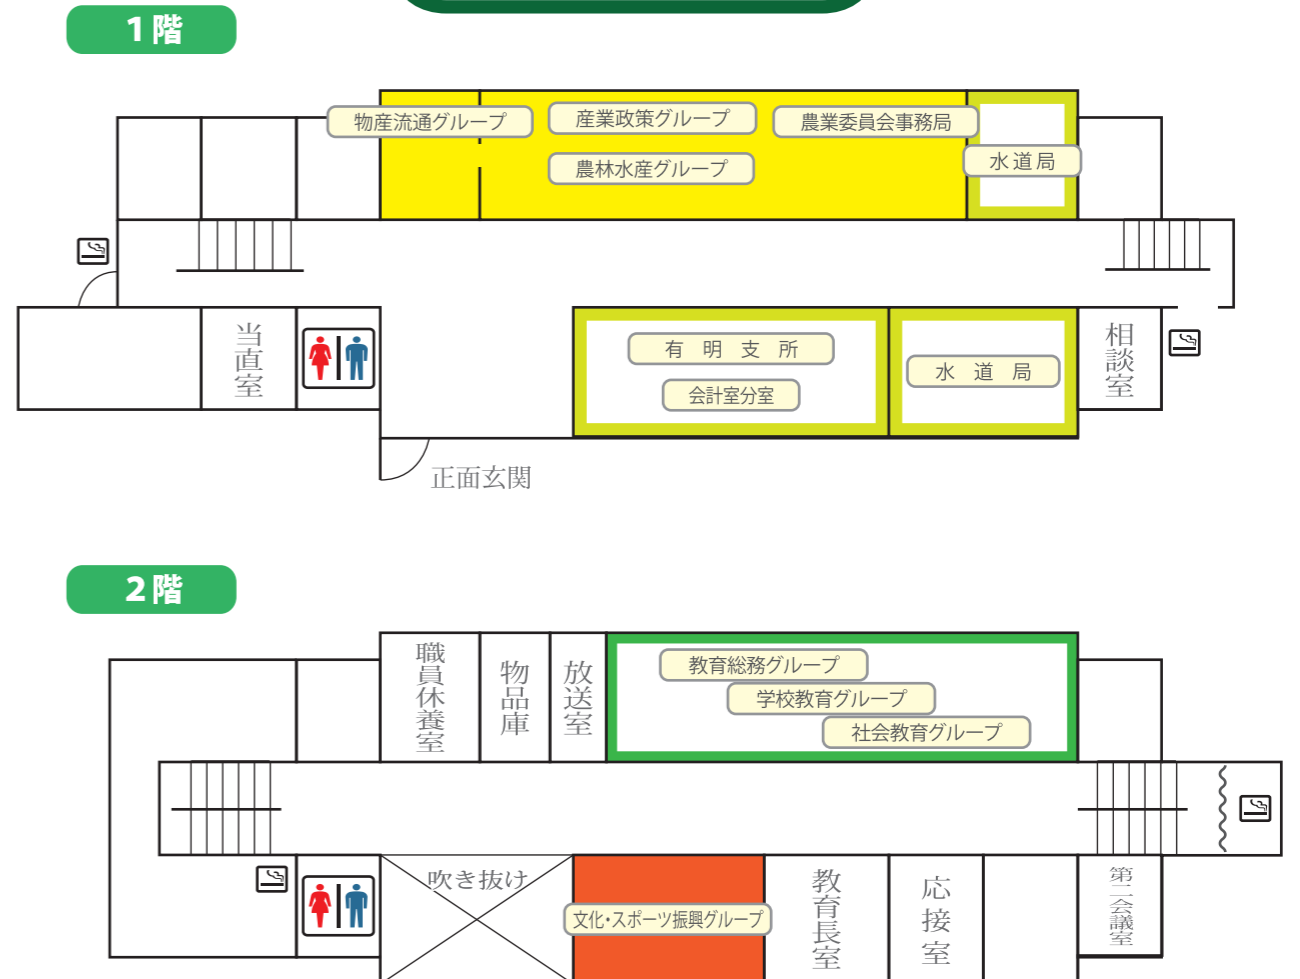 1階
物産流通グループ
産業政策グループ
農業委員会事務局
農林水産グループ
水道局
当直室
有明支所
会計室分室
水道局
相談室
正面玄関
2階
職員休養室
物品庫
放送室
教育総務グループ
学校教育グループ
社会教育グループ
吹き抜け
文化・スポーツ振興グループ
教育長室
応接室
第二会議室